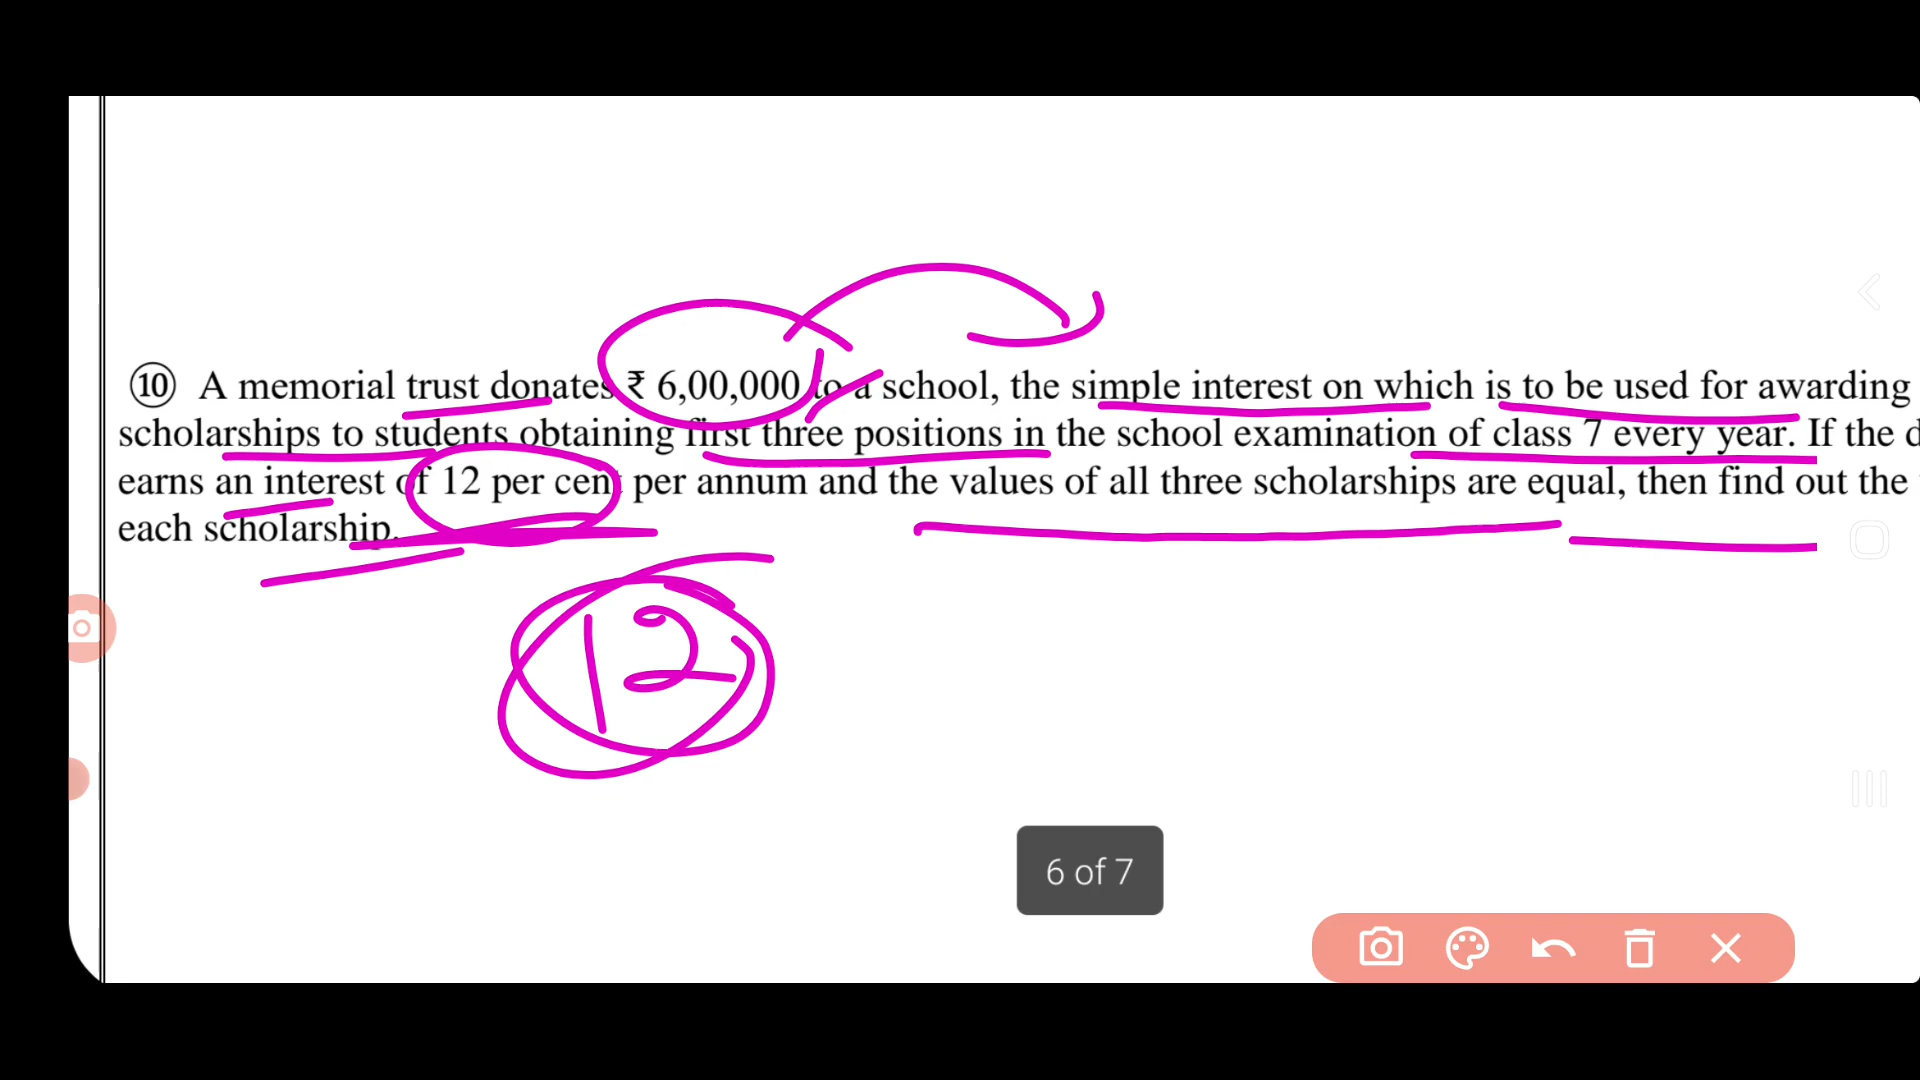 ⑩ A memorial trust donates ₹ 6,00,000 to a school, the simple interest on which is to be used for awarding
scholarships to students obtaining first three positions in the school examination of class 7 every year. If the
earns an interest of 12 per cent per annum and the values of all three scholarships are equal, then find out the
each scholarship.
12
6 of 7